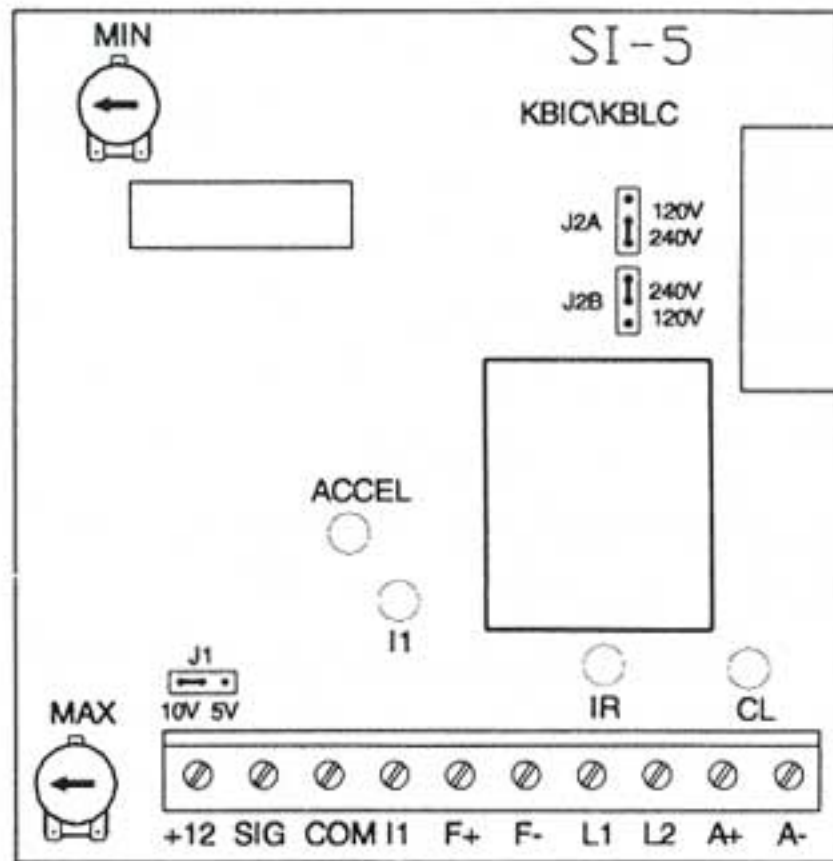 MIN
SI-5
KBIC\KBLC
J2A
120V
240V
J2B
240V
120V
ACCEL
I1
J1
10V 5V
IR
CL
MAX
+12 SIG COM I1 F+ F- L1 L2 A+ A-